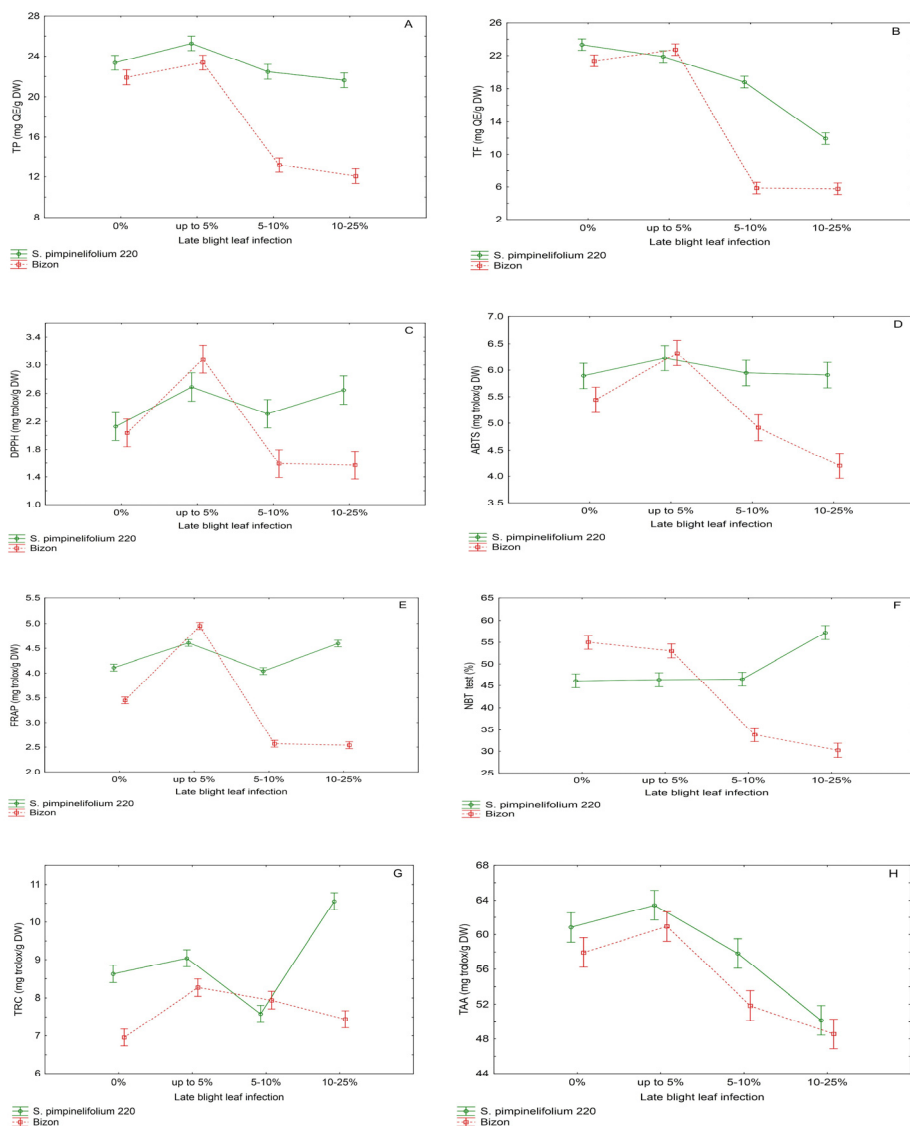 A
TP (mg QE/g DW)
28
24
20
16
12
8
0%
up to 5%
5-10%
10-25%
Late blight leaf infection
S. pimpinelifolium 220
Bizon
B
TF (mg QE/g DW)
26
22
18
14
10
6
2
0%
up to 5%
5-10%
10-25%
Late blight leaf infection
S. pimpinelifolium 220
Bizon
C
DPPH (mg trolox/g DW)
3.4
3.0
2.6
2.2
1.8
1.4
1.0
0%
up to 5%
5-10%
10-25%
Late blight leaf infection
S. pimpinelifolium 220
Bizon
D
ABTS (mg trolox/g DW)
7.0
6.5
6.0
5.5
5.0
4.5
4.0
3.5
0%
up to 5%
5-10%
10-25%
Late blight leaf infection
S. pimpinelifolium 220
Bizon
E
FRAP (mg trolox/g DW)
5.5
5.0
4.5
4.0
3.5
3.0
2.5
2.0
0%
up to 5%
5-10%
10-25%
Late blight leaf infection
S. pimpinelifolium 220
Bizon
F
NBT test (%)
65
60
55
50
45
40
35
30
25
0%
up to 5%
5-10%
10-25%
Late blight leaf infection
S. pimpinelifolium 220
Bizon
G
TRC (mg trolox/g DW)
11
10
9
8
7
6
0%
up to 5%
5-10%
10-25%
Late blight leaf infection
S. pimpinelifolium 220
Bizon
H
TAA (mg trolox/g DW)
68
64
60
56
52
48
44
0%
up to 5%
5-10%
10-25%
Late blight leaf infection
S. pimpinelifolium 220
Bizon